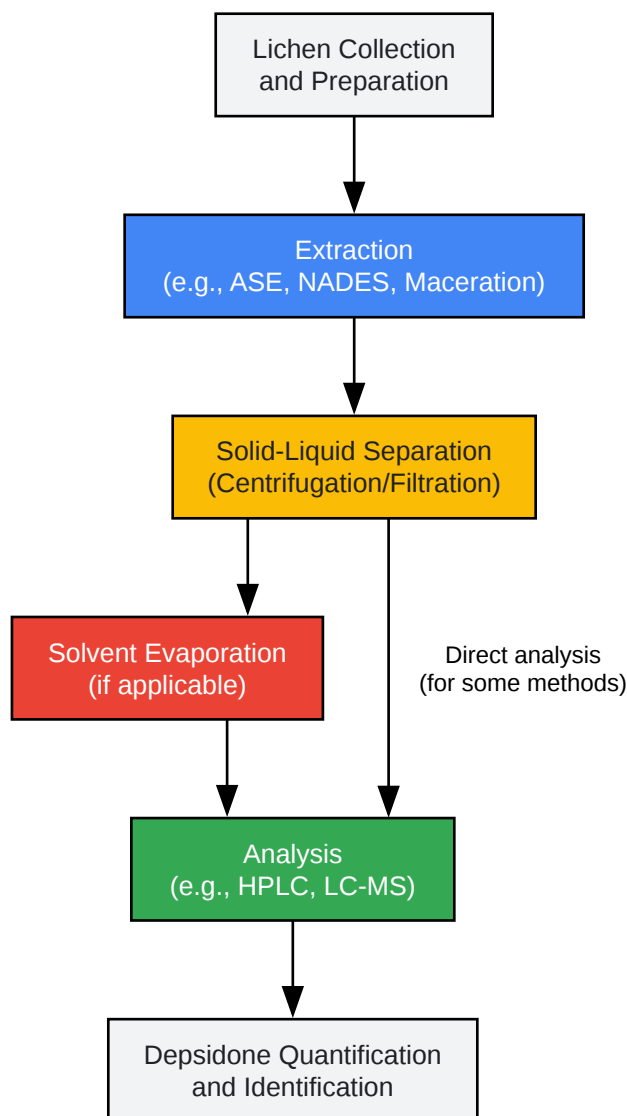 Lichen Collection
and Preparation
Extraction
(e.g., ASE, NADES, Maceration)
Solid-Liquid Separation
(Centrifugation/Filtration)
Solvent Evaporation
(if applicable)
Direct analysis
(for some methods)
Analysis
(e.g., HPLC, LC-MS)
Depsidone Quantification
and Identification